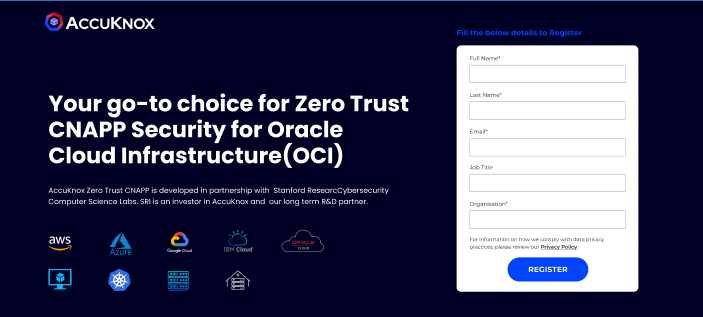 ACCUKNOX
Fill the below details to Register
Full Name*
Last Name*
Email*
Job Title
Organisation*
For information on how we comply with data privacy
practices, please review our Privacy Policy.
REGISTER
Your go-to choice for Zero Trust
CNAPP Security for Oracle
Cloud Infrastructure(OCI)
AccuKnox Zero Trust CNAPP is developed in partnership with Stanford ResearcCybersecurity
Computer Science Labs. SRI is an investor in AccuKnox and our long term R&D partner.
aws
Azure
Google Cloud
IBM Cloud
ORACLE
CLOUD